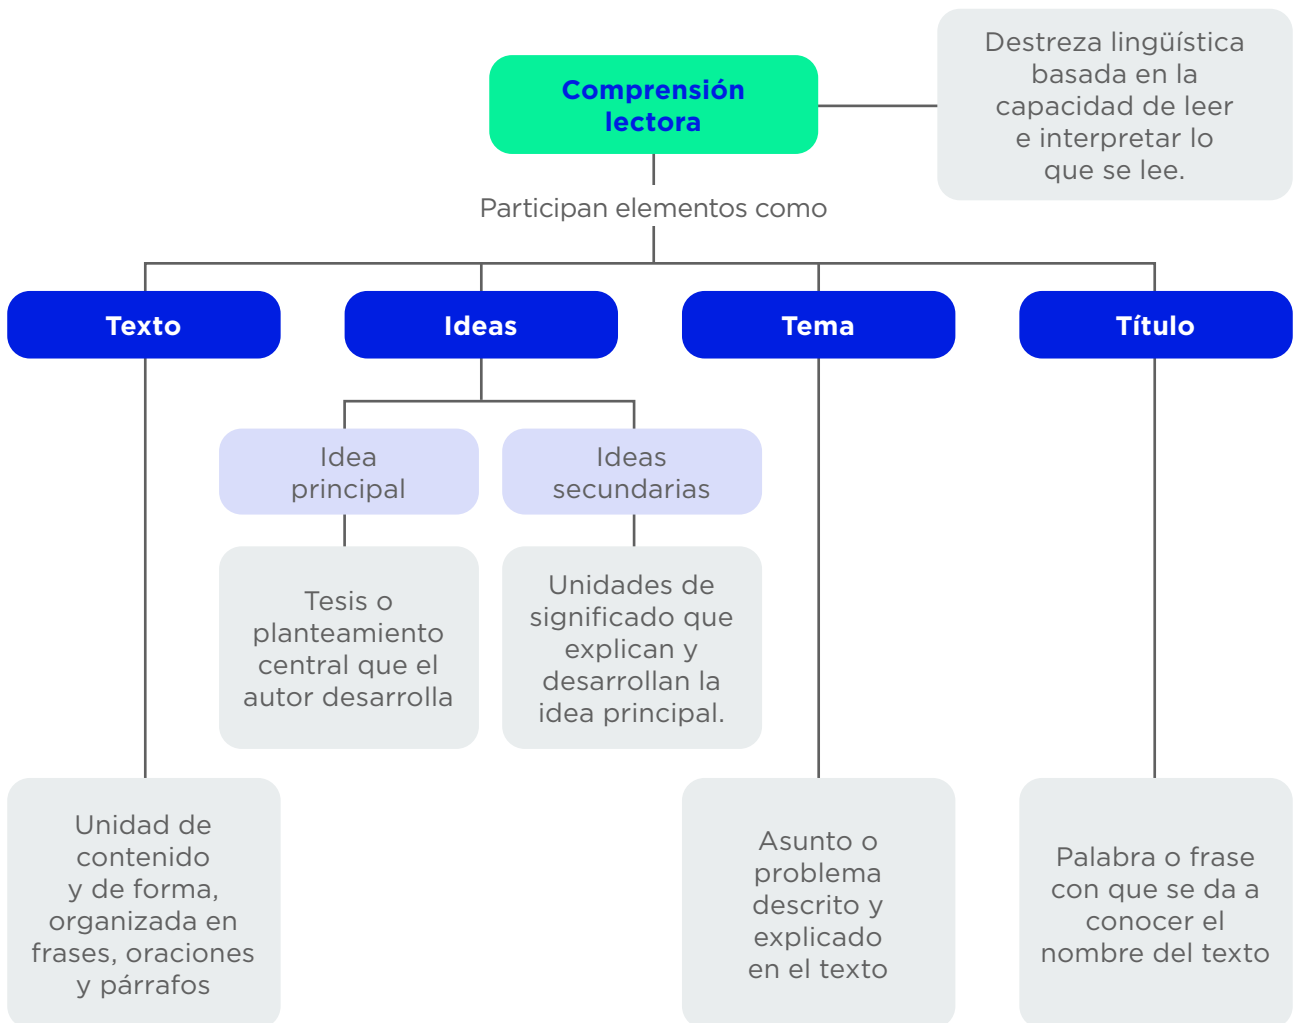 Comprensión
lectora
Destreza lingüística
basada en la
capacidad de leer
e interpretar lo
que se lee.
Participan elementos como
Texto
Ideas
Tema
Título
Idea
principal
Ideas
secundarias
Tesis o
planteamiento
central que el
autor desarrolla
Unidades de
significado que
explican y
desarrollan la
idea principal.
Unidad de
contenido
y de forma,
organizada en
frases, oraciones
y párrafos
Asunto o
problema
descrito y
explicado
en el texto
Palabra o frase
con que se da a
conocer el
nombre del texto